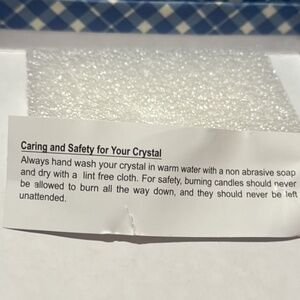 Caring and Safety for Your Crystal
Always hand wash your crystal in warm water with a non abrasive soap
and dry with a lint free cloth. For safety, burning candles should never
be allowed to burn all the way down, and they should never be left
unattended.